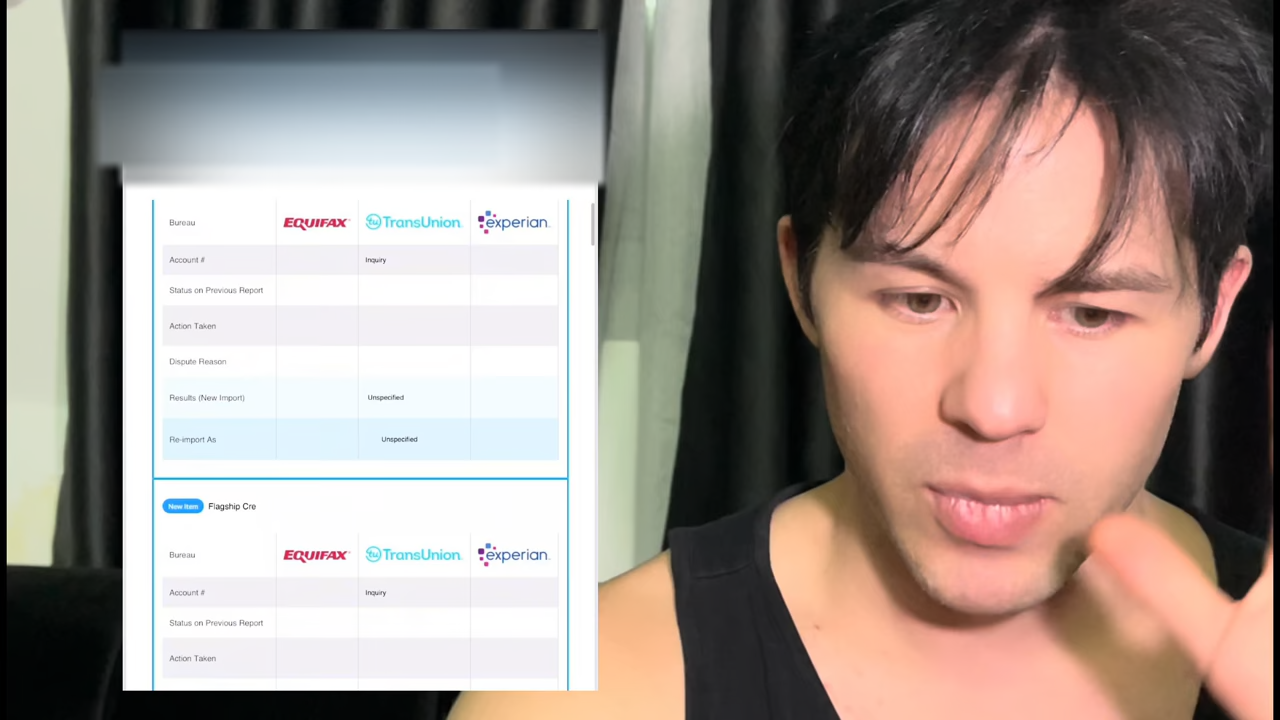 Bureau EQUIFAX TransUnion experian
Account # Inquiry
Status on Previous Report
Action Taken
Dispute Reason
Results (New Import) Unspecified
Re-import As Unspecified
New Item Flagship Cre
Bureau EQUIFAX TransUnion experian
Account # Inquiry
Status on Previous Report
Action Taken